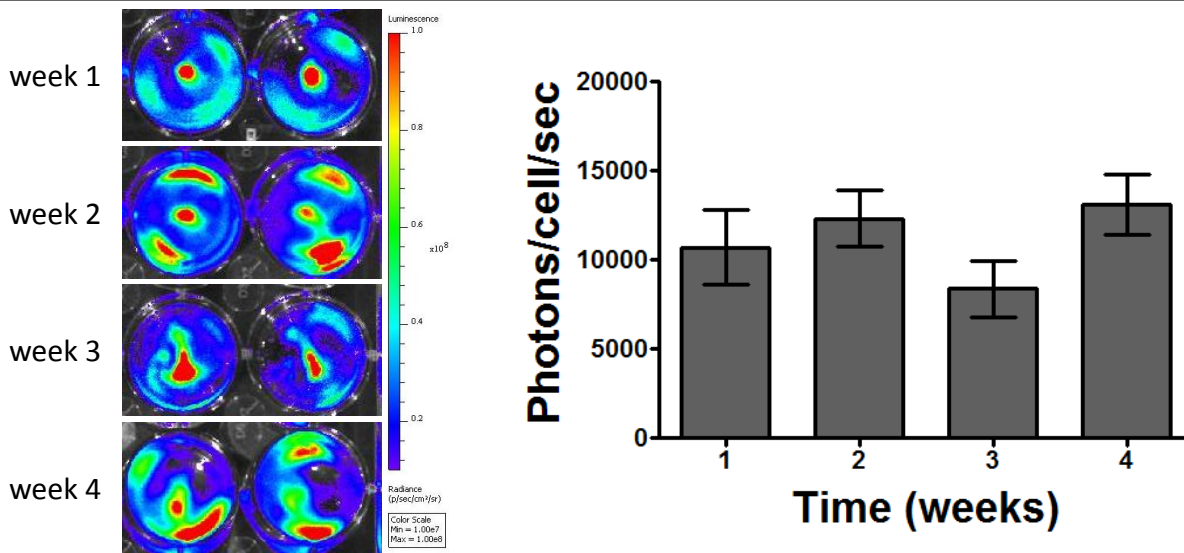 week 1
week 2
week 3
week 4
Luminescence
1.0
0.8
0.6
x10⁸
0.4
0.2
Radiance
(p/sec/cm²/sr)
Color Scale
Min = 1.00e7
Max = 1.00e8
Photons/cell/sec
20000
15000
10000
5000
0
1 2 3 4
Time (weeks)